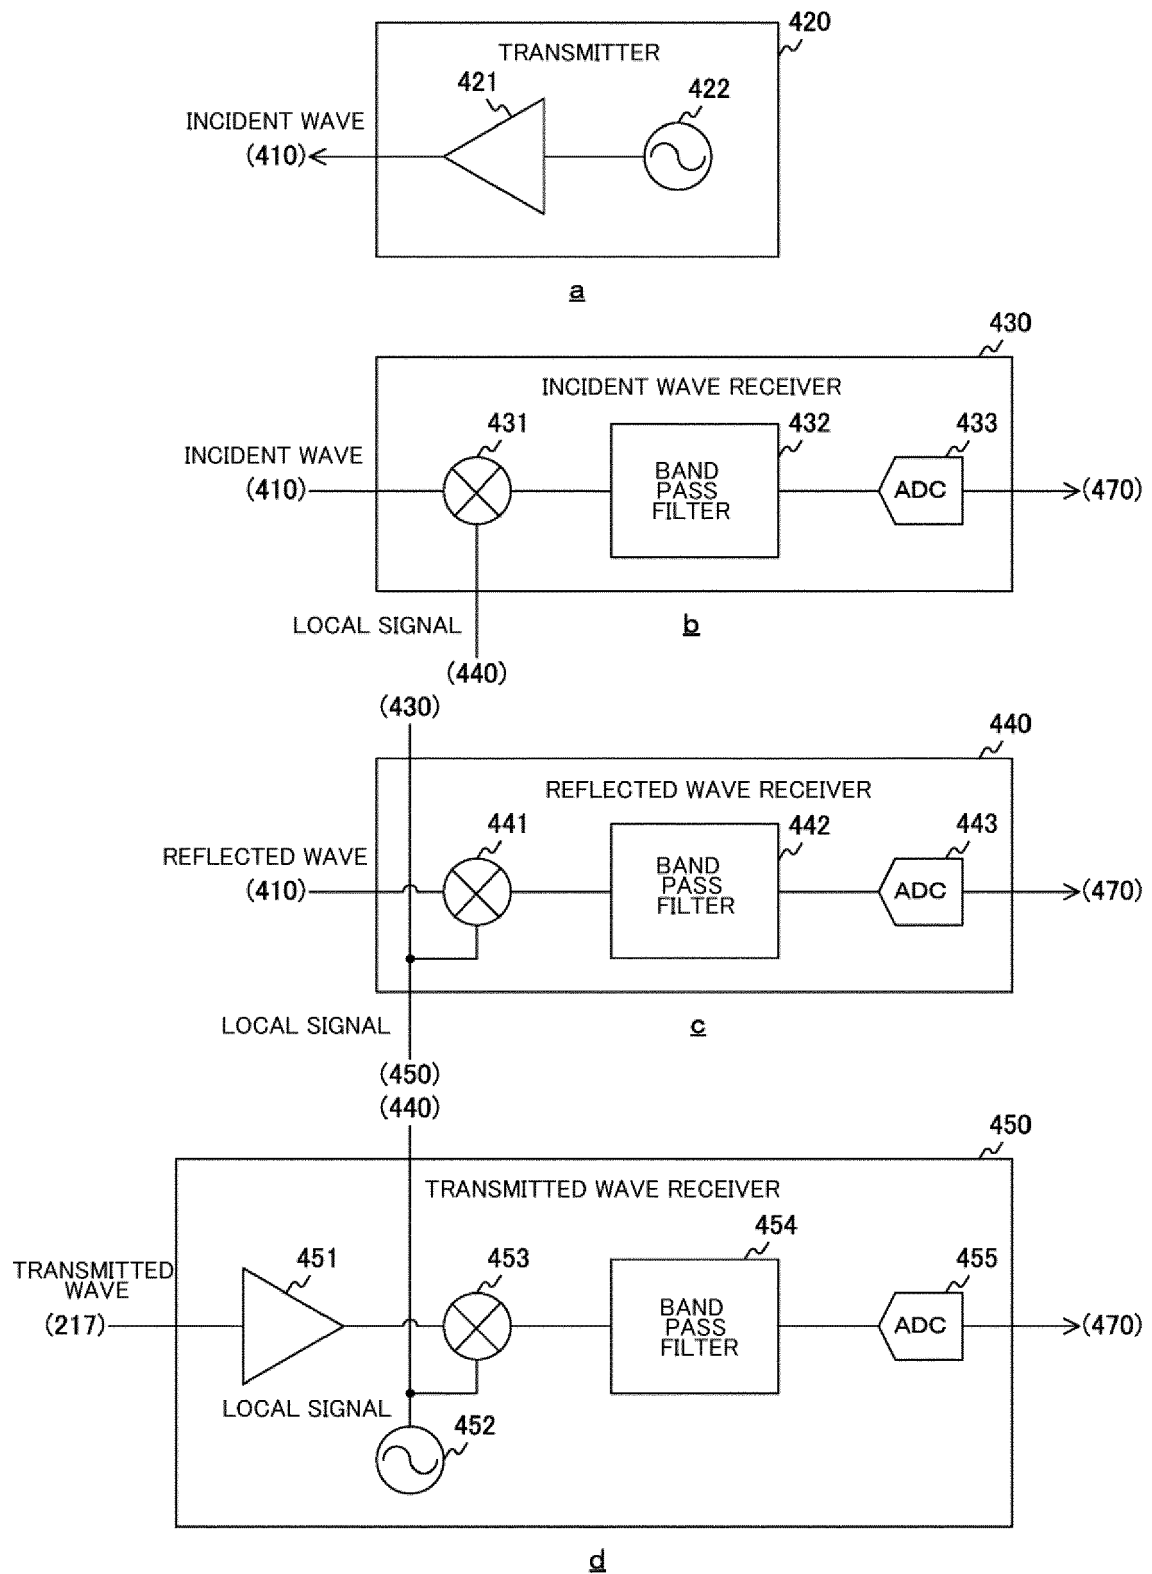 420
TRANSMITTER
421
422
INCIDENT WAVE
(410)
a
430
INCIDENT WAVE RECEIVER
431
432
433
INCIDENT WAVE
(410)
BAND
PASS
FILTER
ADC
(470)
LOCAL SIGNAL
(440)
b
(430)
440
REFLECTED WAVE RECEIVER
441
442
443
REFLECTED WAVE
(410)
BAND
PASS
FILTER
ADC
(470)
LOCAL SIGNAL
(450)
c
(440)
450
TRANSMITTED WAVE RECEIVER
451
453
454
455
TRANSMITTED
WAVE
(217)
BAND
PASS
FILTER
ADC
(470)
LOCAL SIGNAL
452
d